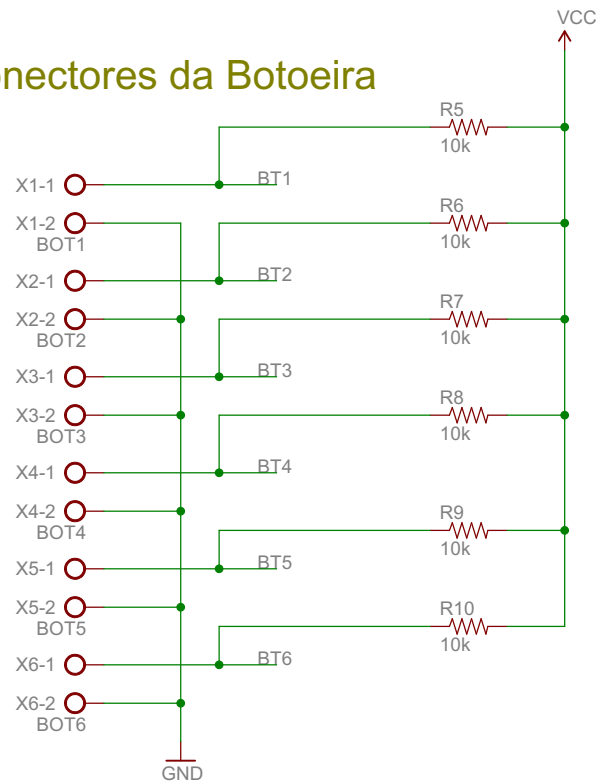 VCC
nectores da Botoeira
R5
10k
X1-1
BT1
X1-2
BOT1
R6
10k
X2-1
BT2
X2-2
BOT2
R7
10k
X3-1
BT3
X3-2
BOT3
R8
10k
X4-1
BT4
X4-2
BOT4
R9
10k
X5-1
BT5
X5-2
BOT5
R10
10k
X6-1
BT6
X6-2
BOT6
GND